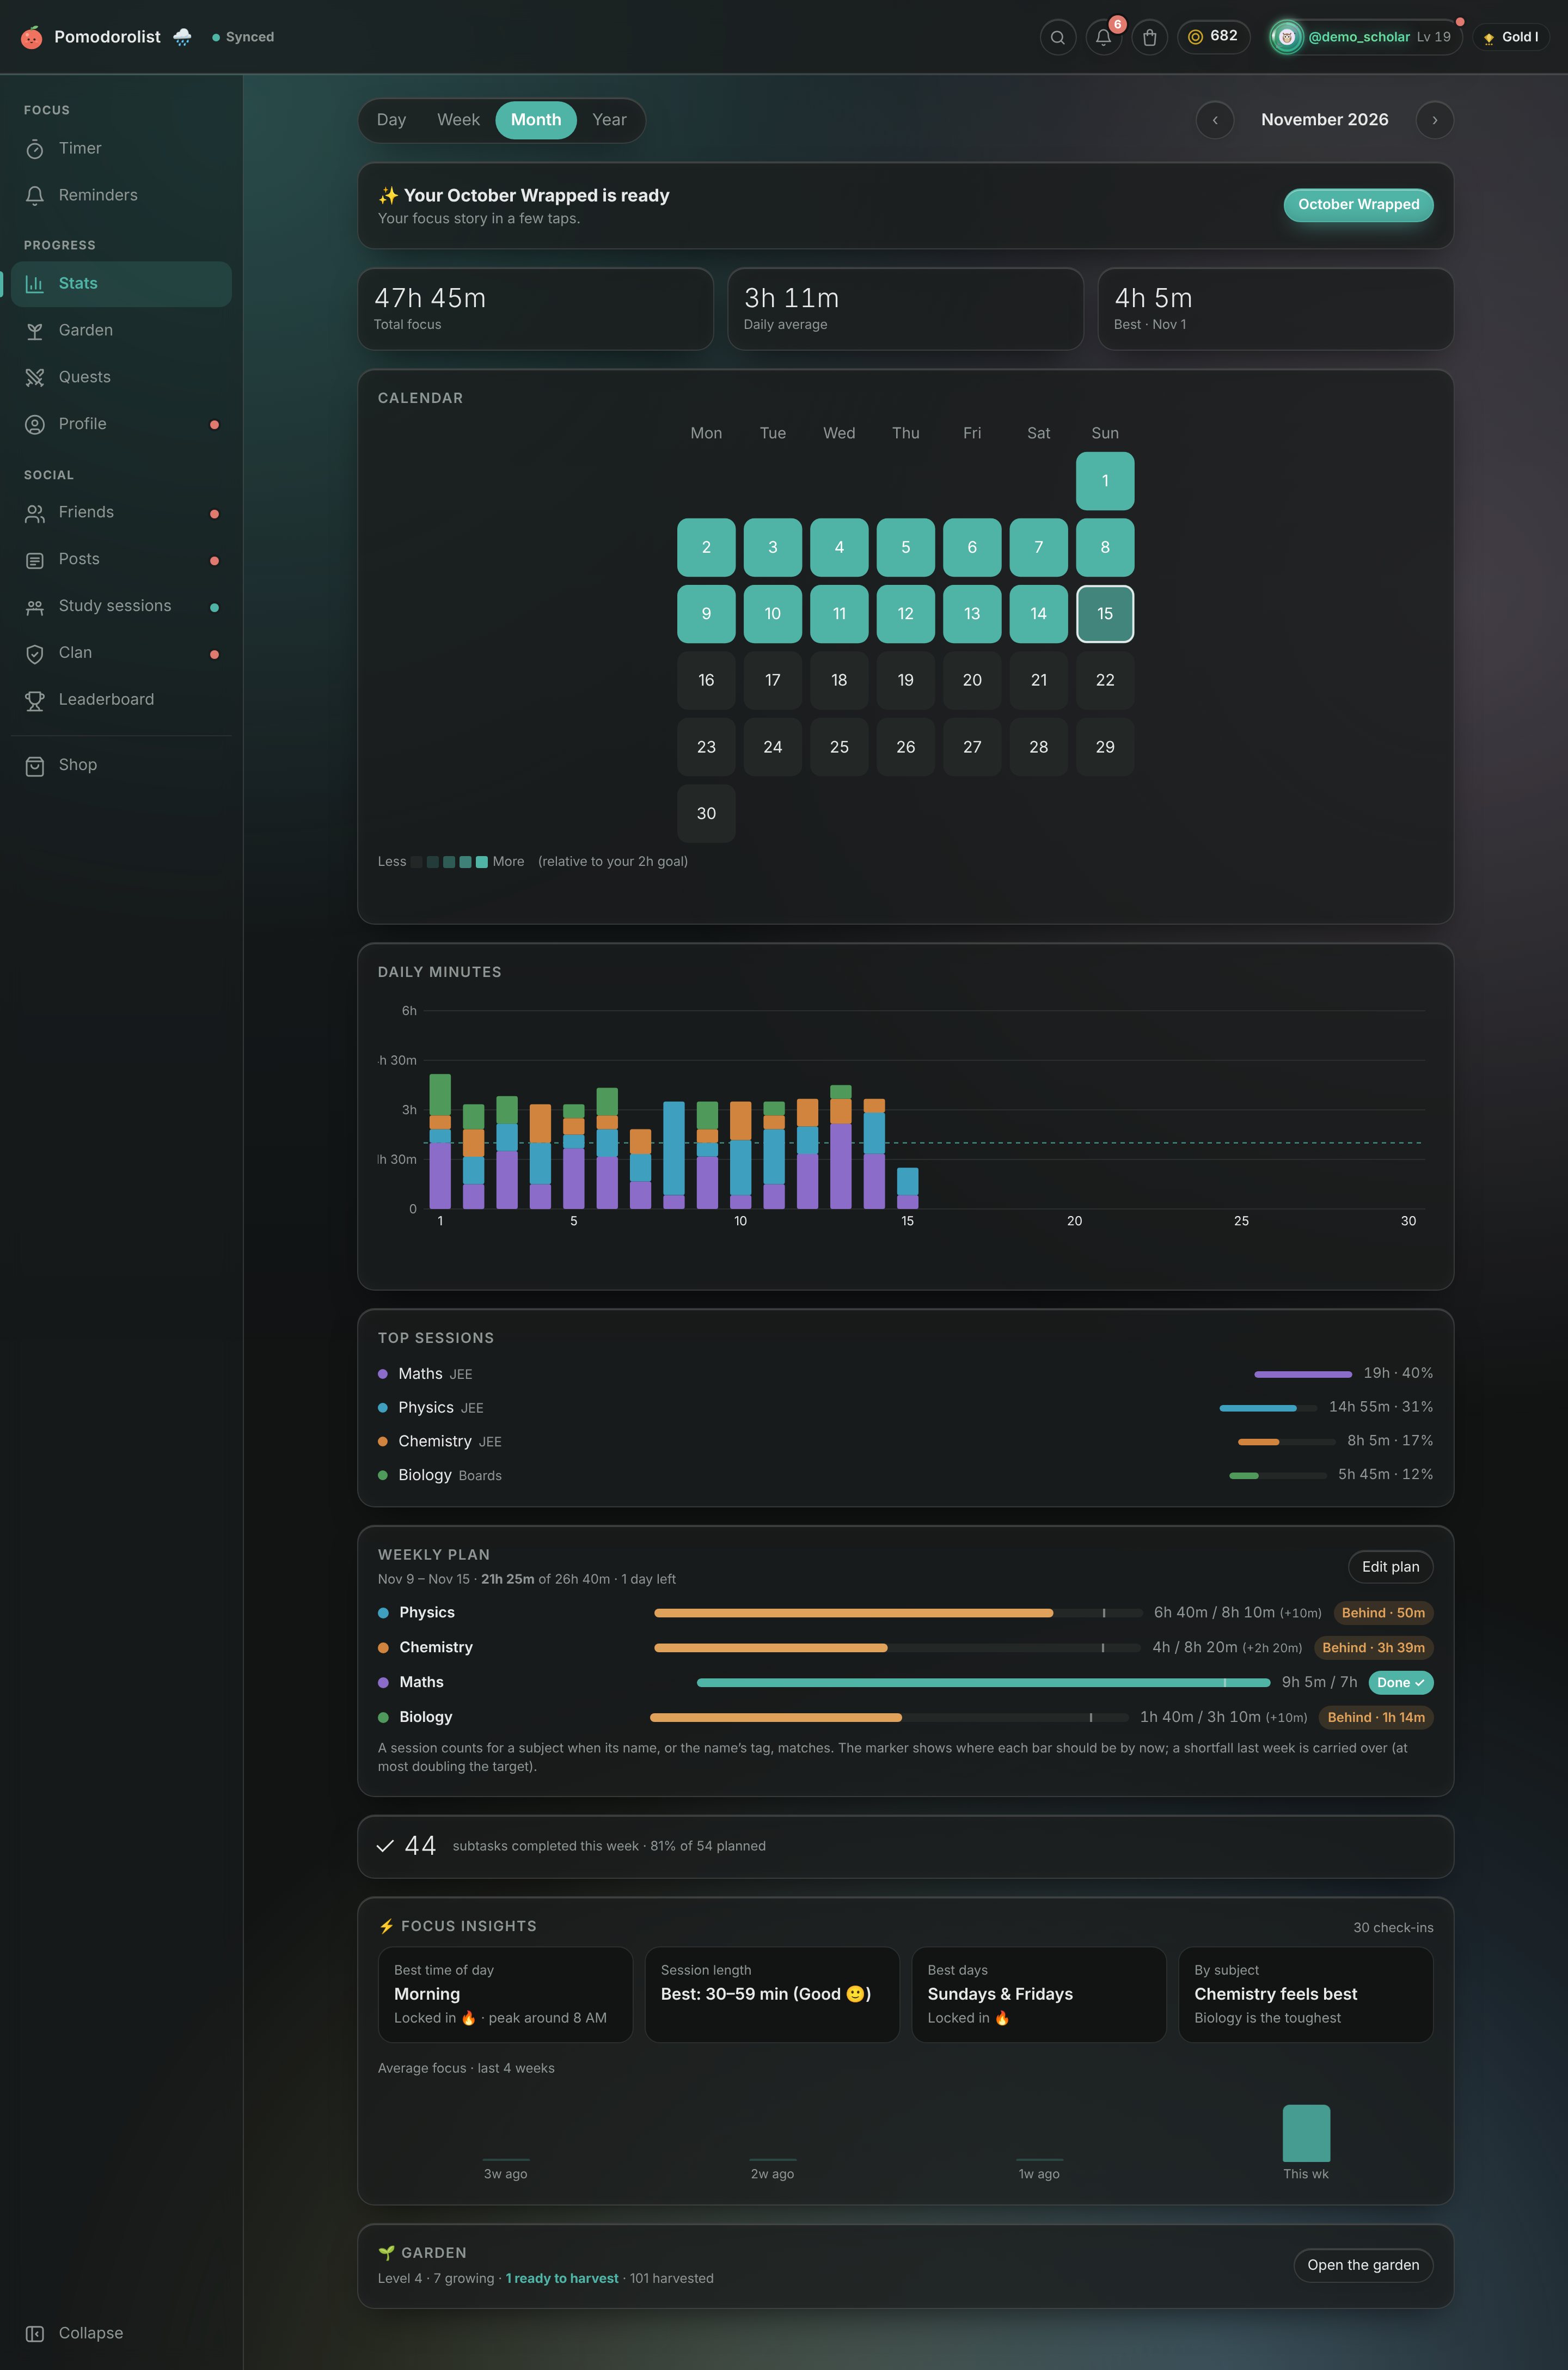 Pomodorolist
Synced
6
682
@demo_scholar Lv 19
Gold I
FOCUS
Timer
Reminders
PROGRESS
Stats
Garden
Quests
Profile
SOCIAL
Friends
Posts
Study sessions
Clan
Leaderboard
Shop
Collapse
Day Week Month Year
‹ November 2026 ›
✨ Your October Wrapped is ready
Your focus story in a few taps.
October Wrapped
47h 45m
Total focus
3h 11m
Daily average
4h 5m
Best · Nov 1
CALENDAR
Mon Tue Wed Thu Fri Sat Sun
1
2 3 4 5 6 7 8
9 10 11 12 13 14 15
16 17 18 19 20 21 22
23 24 25 26 27 28 29
30
Less More (relative to your 2h goal)
DAILY MINUTES
6h
h 30m
3h
h 30m
0
1 5 10 15 20 25 30
TOP SESSIONS
Maths JEE 19h · 40%
Physics JEE 14h 55m · 31%
Chemistry JEE 8h 5m · 17%
Biology Boards 5h 45m · 12%
WEEKLY PLAN
Nov 9 – Nov 15 · 21h 25m of 26h 40m · 1 day left
Edit plan
Physics 6h 40m / 8h 10m (+10m) Behind · 50m
Chemistry 4h / 8h 20m (+2h 20m) Behind · 3h 39m
Maths 9h 5m / 7h Done ✓
Biology 1h 40m / 3h 10m (+10m) Behind · 1h 14m
A session counts for a subject when its name, or the name’s tag, matches. The marker shows where each bar should be by now; a shortfall last week is carried over (at
most doubling the target).
44 subtasks completed this week · 81% of 54 planned
⚡ FOCUS INSIGHTS
30 check-ins
Best time of day
Morning
Locked in 🔥 · peak around 8 AM
Session length
Best: 30–59 min (Good 🙂)
Best days
Sundays & Fridays
Locked in 🔥
By subject
Chemistry feels best
Biology is the toughest
Average focus · last 4 weeks
3w ago 2w ago 1w ago This wk
🌱 GARDEN
Level 4 · 7 growing · 1 ready to harvest · 101 harvested
Open the garden